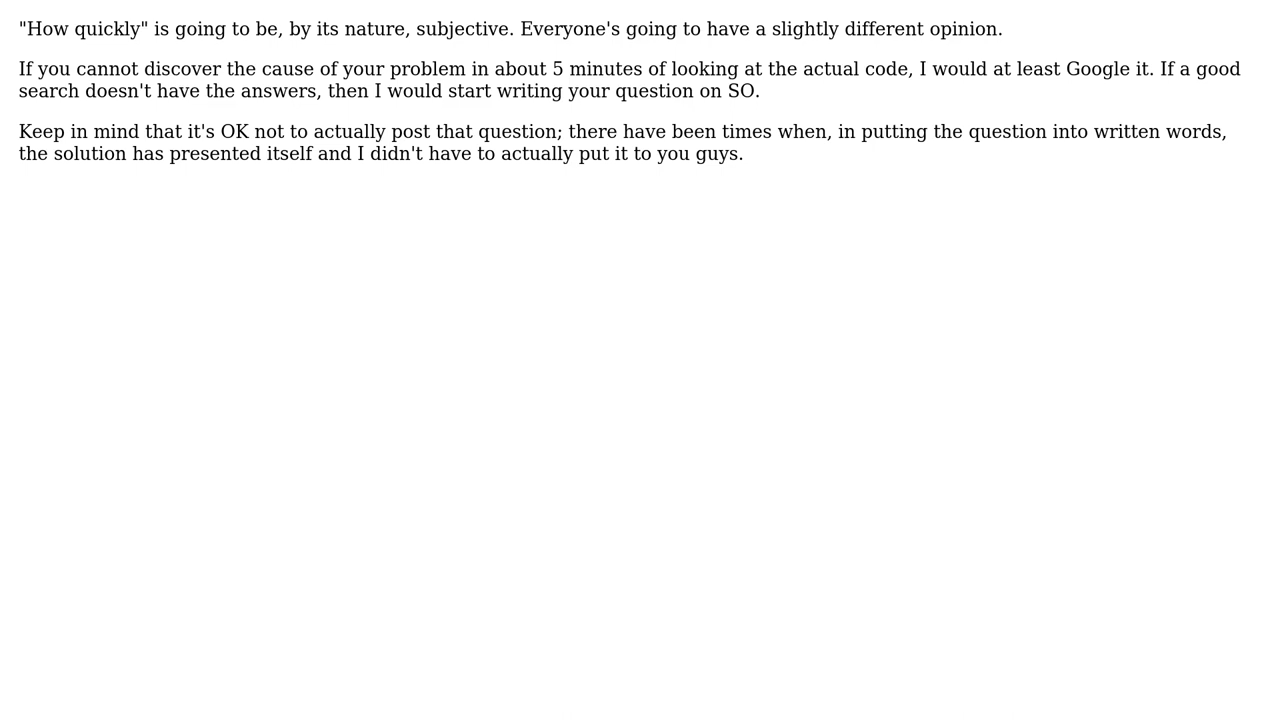 "How quickly" is going to be, by its nature, subjective. Everyone's going to have a slightly different opinion.
If you cannot discover the cause of your problem in about 5 minutes of looking at the actual code, I would at least Google it. If a good
search doesn't have the answers, then I would start writing your question on SO.
Keep in mind that it's OK not to actually post that question; there have been times when, in putting the question into written words,
the solution has presented itself and I didn't have to actually put it to you guys.